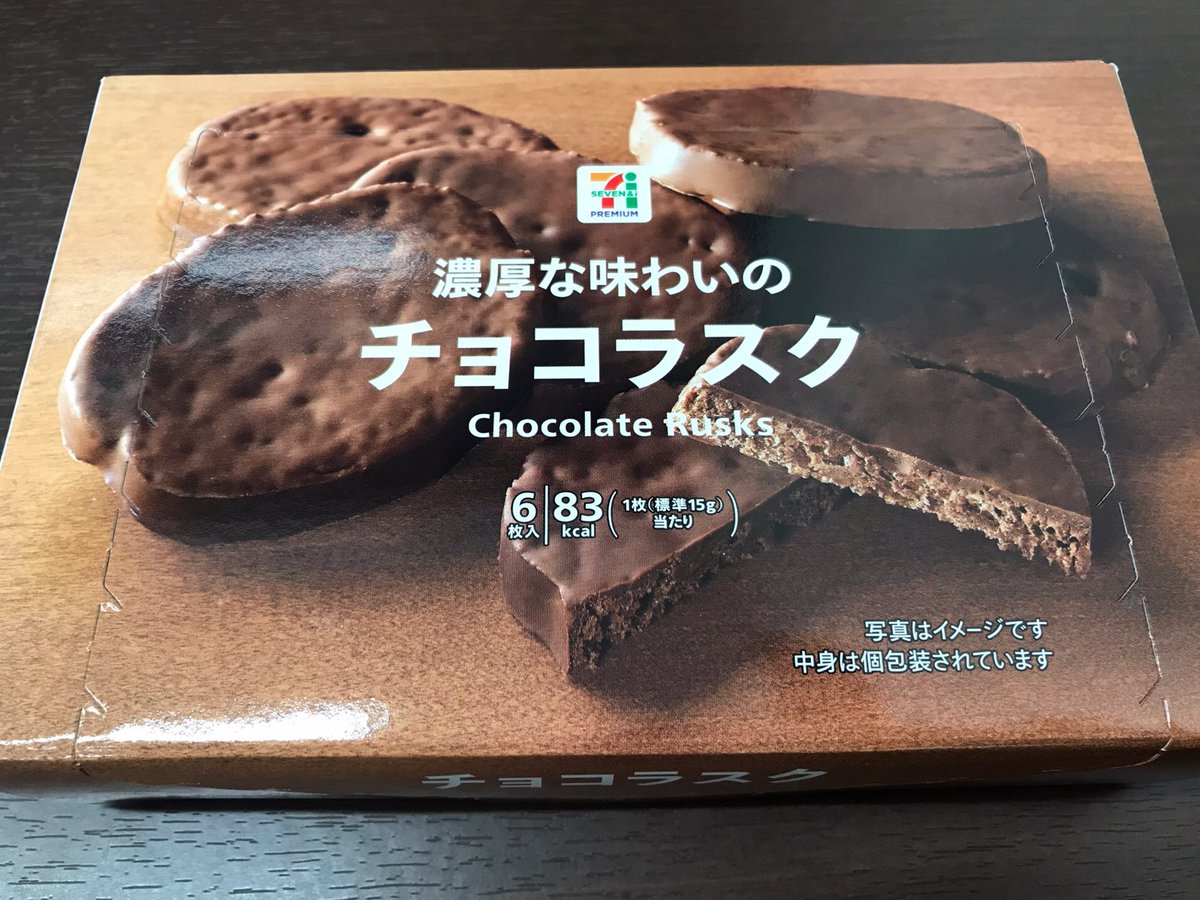 SEVEN&i
PREMIUM
濃厚な味わいの
チョコラスク
Chocolate Rusks
6枚入 83kcal (1枚(標準15g)当たり)
写真はイメージです
中身は個包装されています
チョコラスク